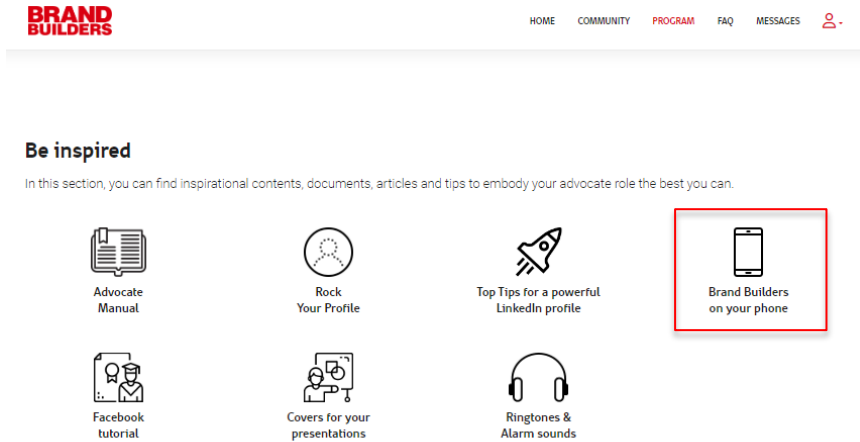 BRAND
BUILDERS
HOME COMMUNITY PROGRAM FAQ MESSAGES
Be inspired
In this section, you can find inspirational contents, documents, articles and tips to embody your advocate role the best you can.
Advocate
Manual
Rock
Your Profile
Top Tips for a powerful
LinkedIn profile
Brand Builders
on your phone
Facebook
tutorial
Covers for your
presentations
Ringtones &
Alarm sounds